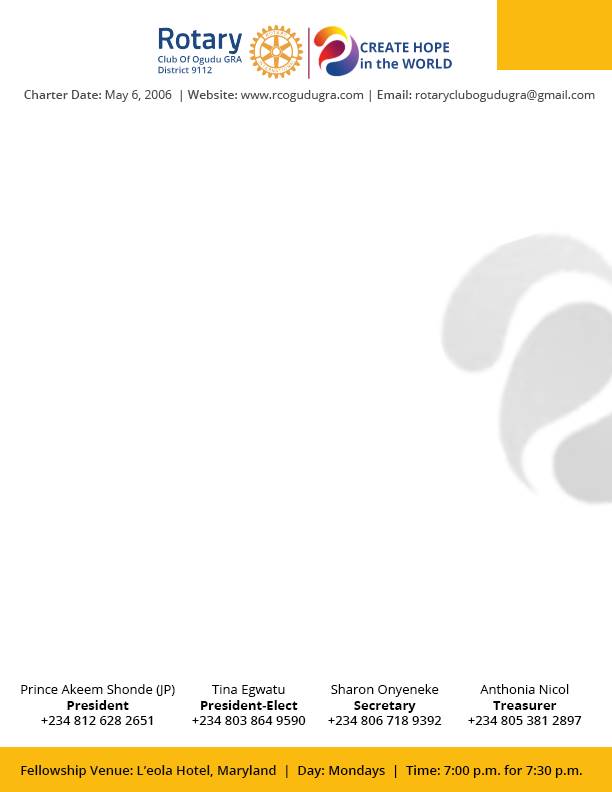 Rotary
Club Of Ogudu GRA
District 9112
CREATE HOPE
in the WORLD
Charter Date: May 6, 2006 | Website: www.rcogudugra.com | Email: rotaryclubogudugra@gmail.com
Prince Akeem Shonde (JP)
President
+234 812 628 2651
Tina Egwatu
President-Elect
+234 803 864 9590
Sharon Onyeneke
Secretary
+234 806 718 9392
Anthonia Nicol
Treasurer
+234 805 381 2897
Fellowship Venue: L’eola Hotel, Maryland | Day: Mondays | Time: 7:00 p.m. for 7:30 p.m.